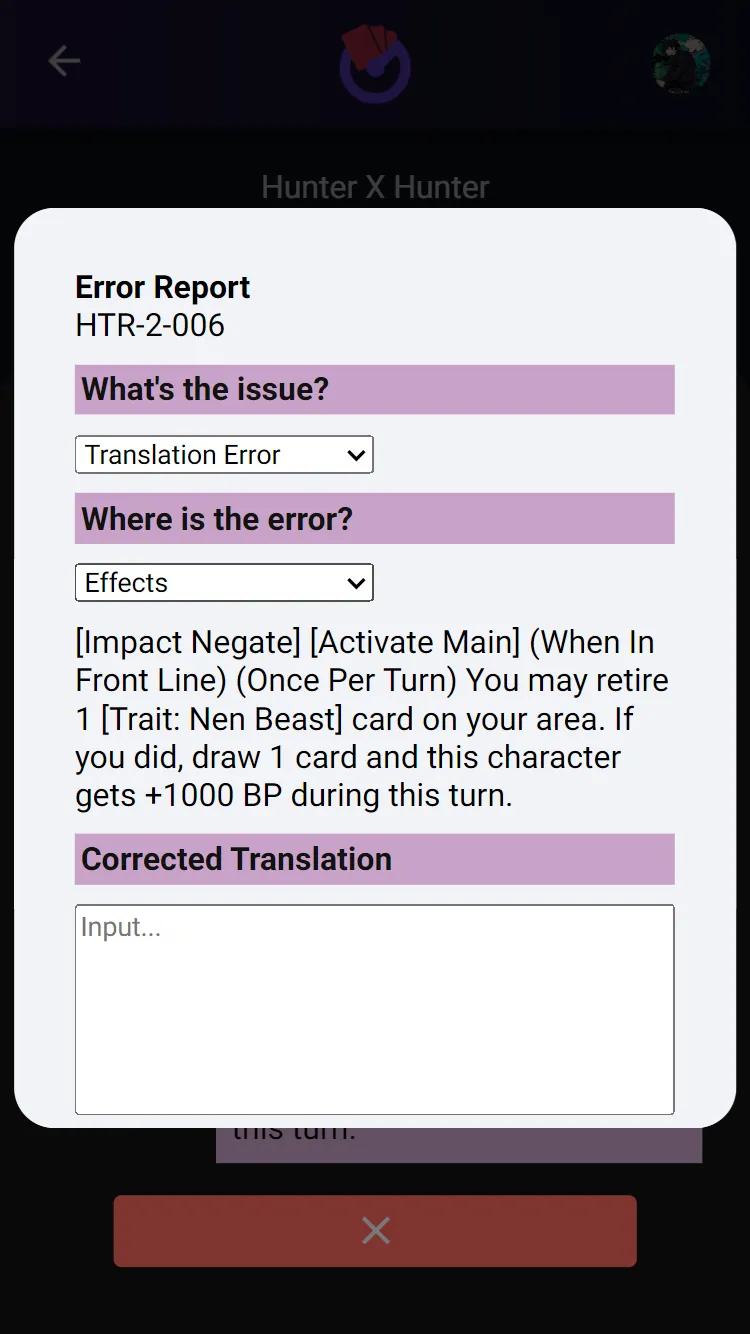 Hunter X Hunter
Error Report
HTR-2-006
What's the issue?
Translation Error
Where is the error?
Effects
[Impact Negate] [Activate Main] (When In
Front Line) (Once Per Turn) You may retire
1 [Trait: Nen Beast] card on your area. If
you did, draw 1 card and this character
gets +1000 BP during this turn.
Corrected Translation
Input...
this turn.